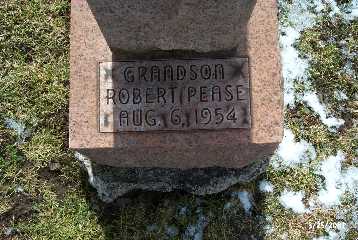 GRANDSON
ROBERT PEASE
AUG. 6, 1954